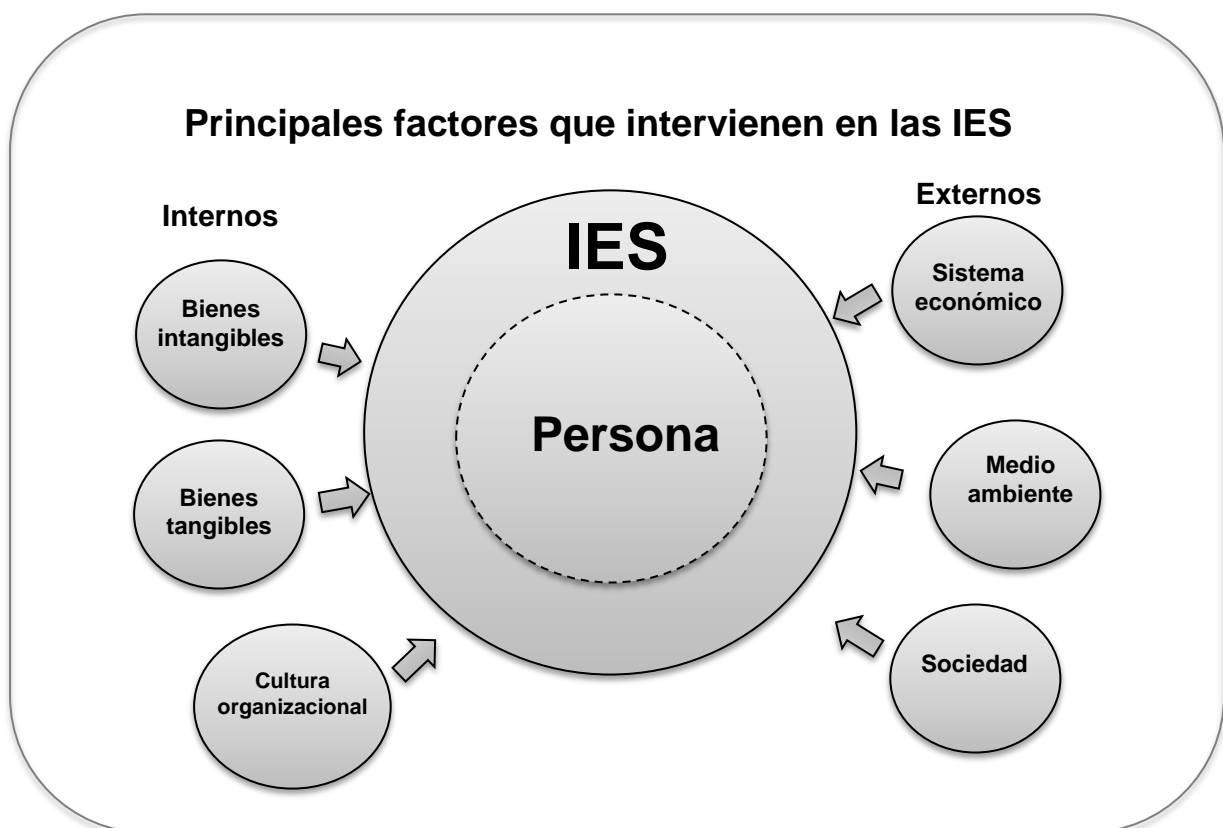 Principales factores que intervienen en las IES
Internos
Externos
IES
Persona
Bienes
intangibles
Bienes
tangibles
Cultura
organizacional
Sistema
económico
Medio
ambiente
Sociedad